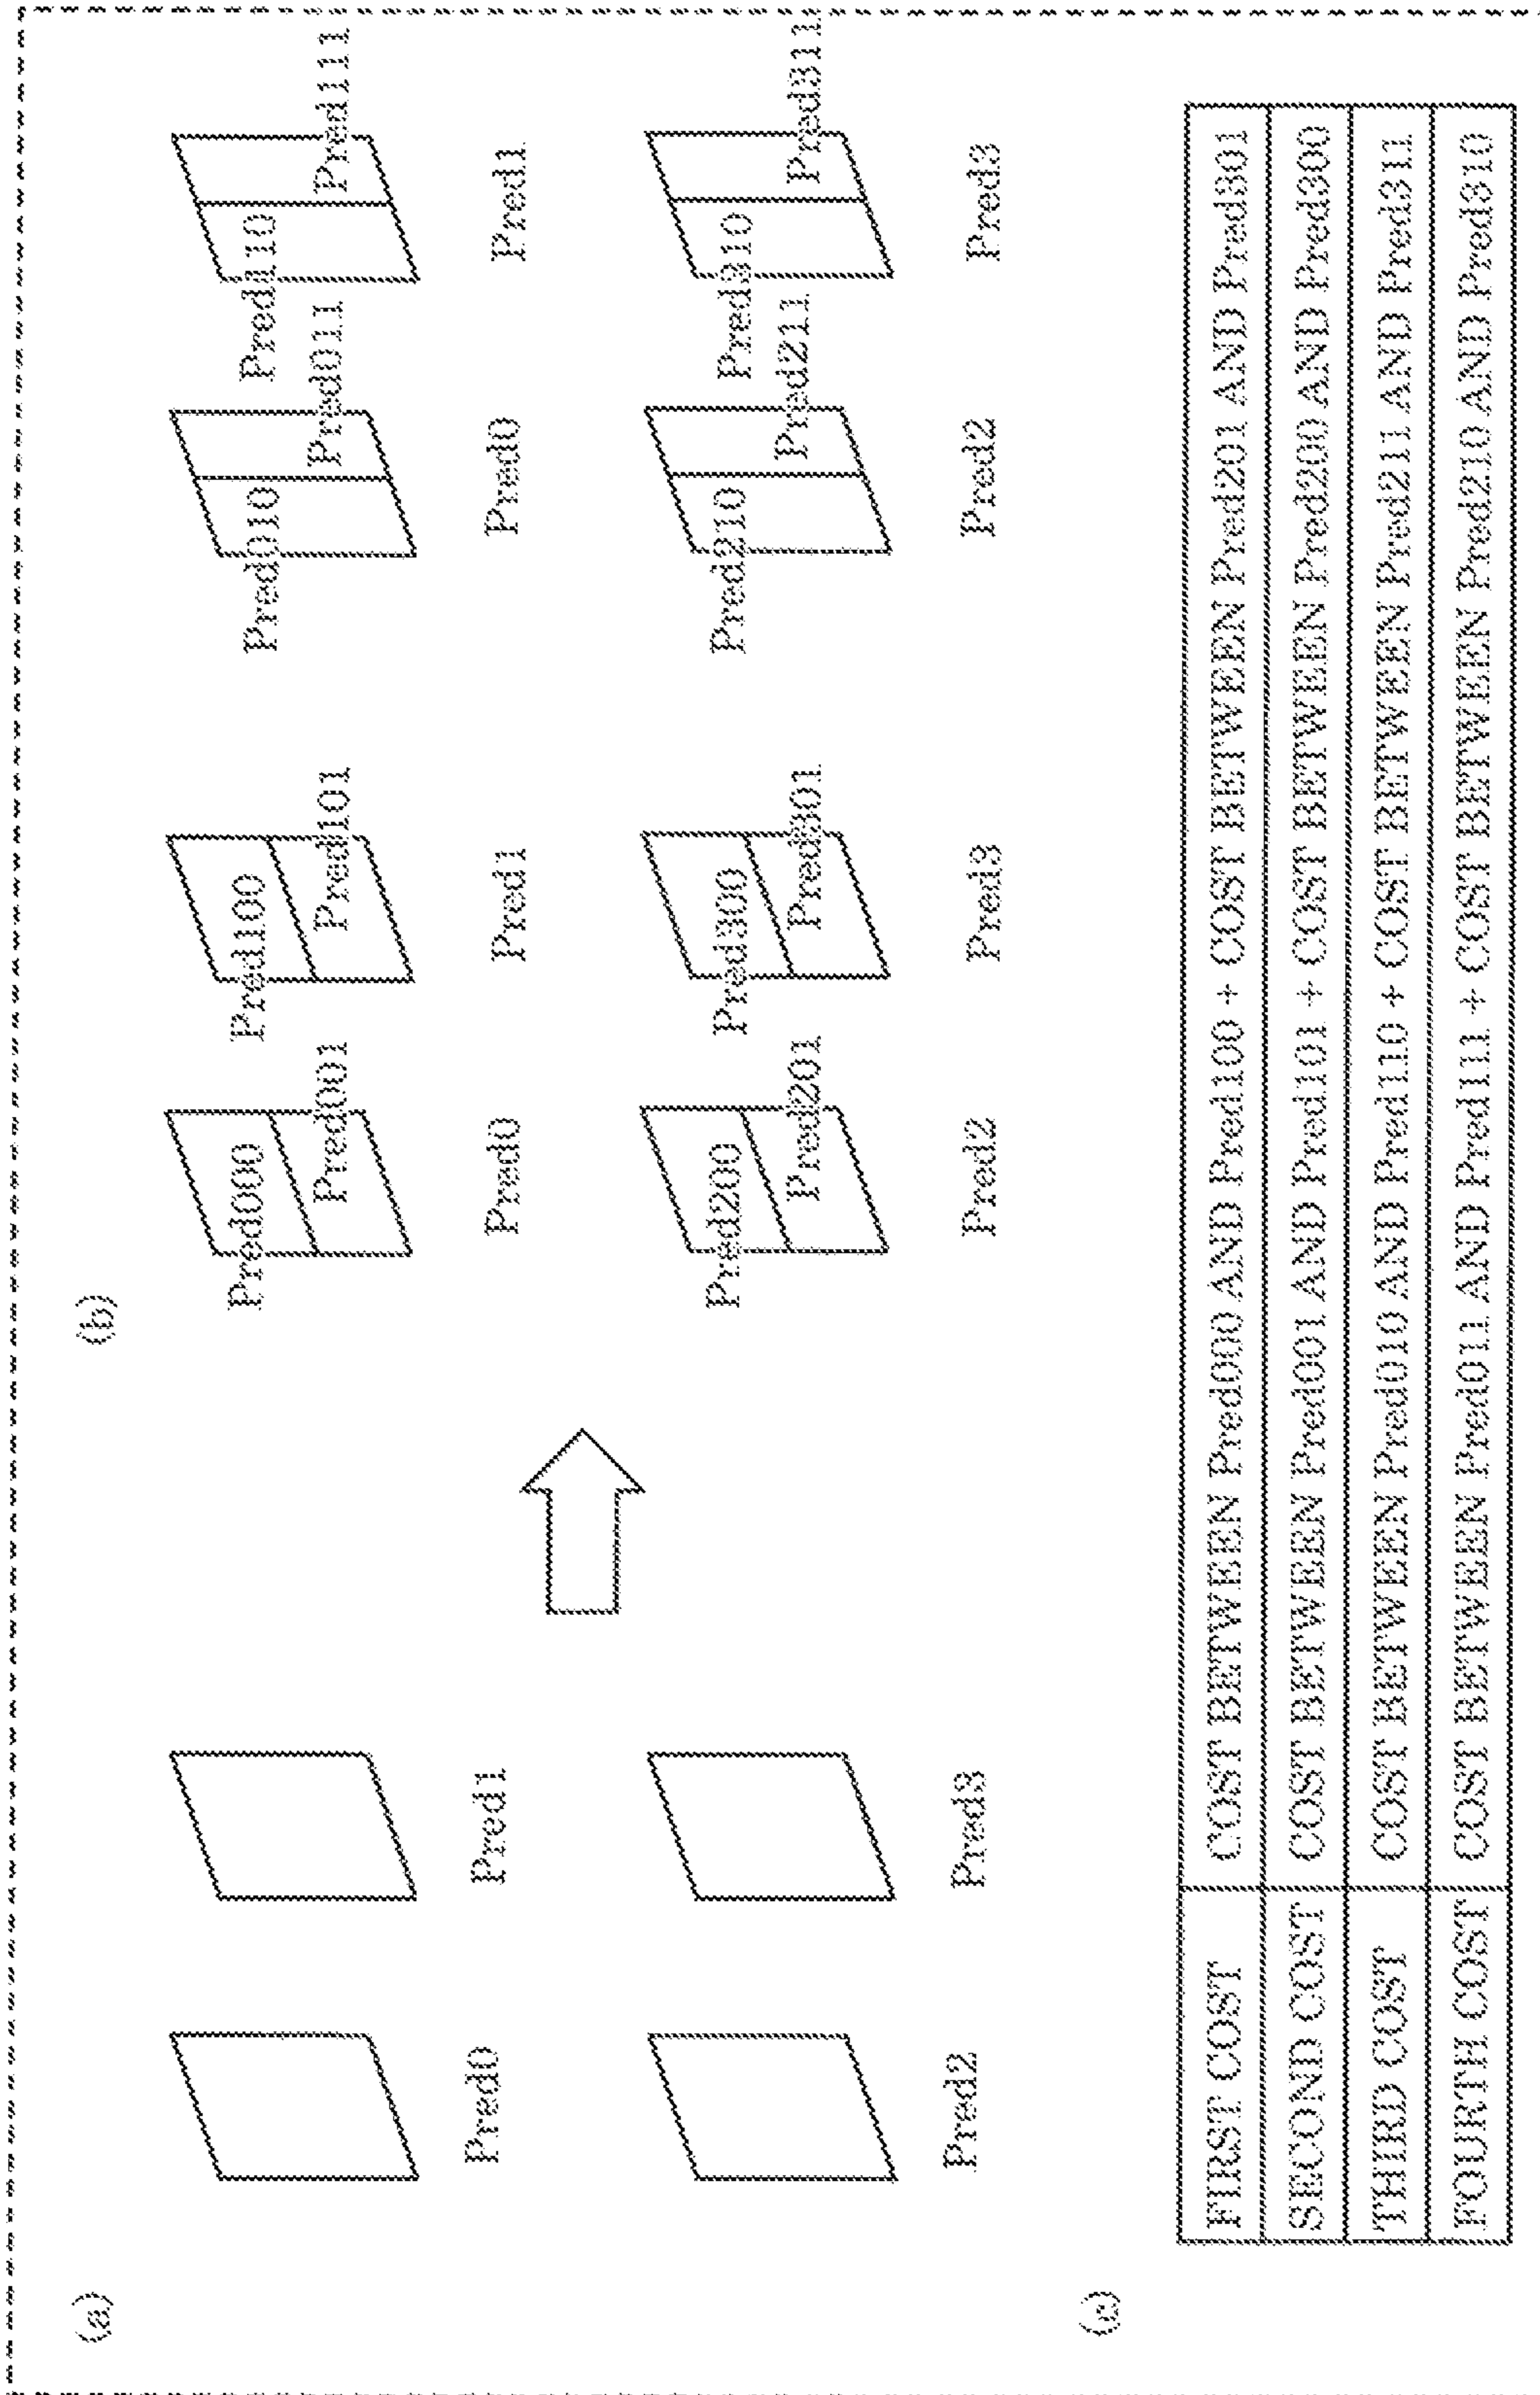 (a)
Pred0
Pred1
Pred2
Pred3
(b)
Pred000
Pred001
Pred0
Pred100
Pred101
Pred1
Pred010
Pred011
Pred0
Pred110
Pred111
Pred1
Pred200
Pred201
Pred2
Pred300
Pred301
Pred3
Pred210
Pred211
Pred2
Pred310
Pred311
Pred3
(c)
FIRST COST COST BETWEEN Pred000 AND Pred100 + COST BETWEEN Pred201 AND Pred301
SECOND COST COST BETWEEN Pred001 AND Pred101 + COST BETWEEN Pred200 AND Pred300
THIRD COST COST BETWEEN Pred010 AND Pred110 + COST BETWEEN Pred211 AND Pred311
FOURTH COST COST BETWEEN Pred011 AND Pred111 + COST BETWEEN Pred210 AND Pred310